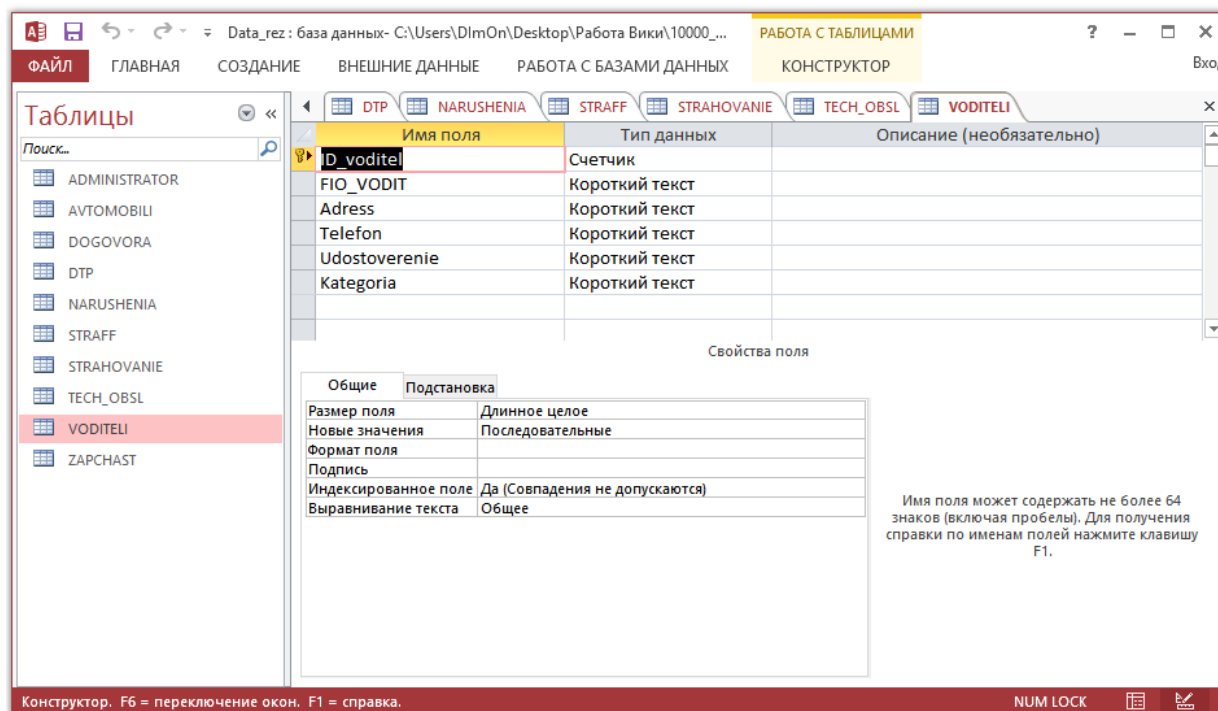 Data_rez : база данных- C:\Users\DImOn\Desktop\Работа Вики\10000_...
РАБОТА С ТАБЛИЦАМИ
?
ФАЙЛ ГЛАВНАЯ СОЗДАНИЕ ВНЕШНИЕ ДАННЫЕ РАБОТА С БАЗАМИ ДАННЫХ КОНСТРУКТОР
Таблицы
Поиск...
ADMINISTRATOR
AVTOMOBILI
DOGOVORA
DTP
NARUSHENIA
STRAFF
STRAHOVANIE
TECH_OBSL
VODITELI
ZAPCHAST
DTP NARUSHENIA STRAFF STRAHOVANIE TECH_OBSL VODITELI
Имя поля Тип данных Описание (необязательно)
ID_voditel Счетчик
FIO_VODIT Короткий текст
Adress Короткий текст
Telefon Короткий текст
Udostoverenie Короткий текст
Kategoria Короткий текст
Свойства поля
Общие Подстановка
Размер поля Длинное целое
Новые значения Последовательные
Формат поля
Подпись
Индексированное поле Да (Совпадения не допускаются)
Выравнивание текста Общее
Имя поля может содержать не более 64
знаков (включая пробелы). Для получения
справки по именам полей нажмите клавишу
F1.
Конструктор. F6 = переключение окон. F1 = справка.
NUM LOCK